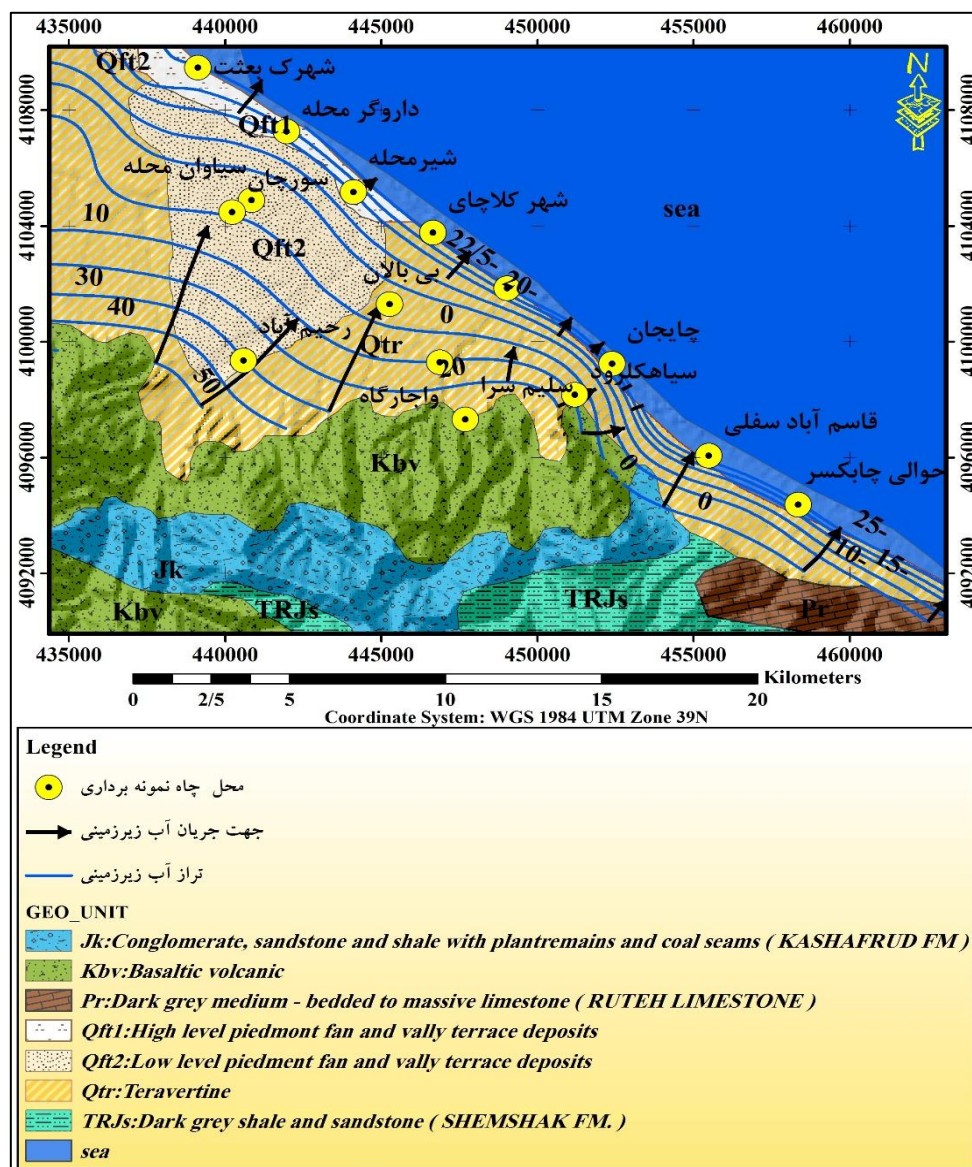 435000 440000 445000 450000 455000 460000
Qft2
شهرک بعثت
N
4108000 4108000
داروگر محله
Qft1
شیرمحله
سیاوان محله
سورچان
شهر کلاچای
sea
10
4104000 4104000
Qft2
22/5-
بی بالان
20-
30
0
40
رحیم آباد
چایجان
4100000 4100000
Qtr
20
سیاهکلرود
50
سلیم سرا
واجارگاه
قاسم آباد سفلی
4096000 4096000
Kbv
0
حوالی چابکسر
0
25-
15-
10-
4092000 4092000
Jk
TRJs
Kbv
TRJs
Pr
435000 440000 445000 450000 455000 460000
Kilometers
0 2/5 5 10 15 20
Coordinate System: WGS 1984 UTM Zone 39N
Legend
محل چاه نمونه برداری
جهت جریان آب زیرزمینی
تراز آب زیرزمینی
GEO_UNIT
Jk:Conglomerate, sandstone and shale with plantremains and coal seams ( KASHAFRUD FM )
Kbv:Basaltic volcanic
Pr:Dark grey medium - bedded to massive limestone ( RUTEH LIMESTONE )
Qft1:High level piedmont fan and vally terrace deposits
Qft2:Low level piedment fan and vally terrace deposits
Qtr:Teravertine
TRJs:Dark grey shale and sandstone ( SHEMSHAK FM. )
sea